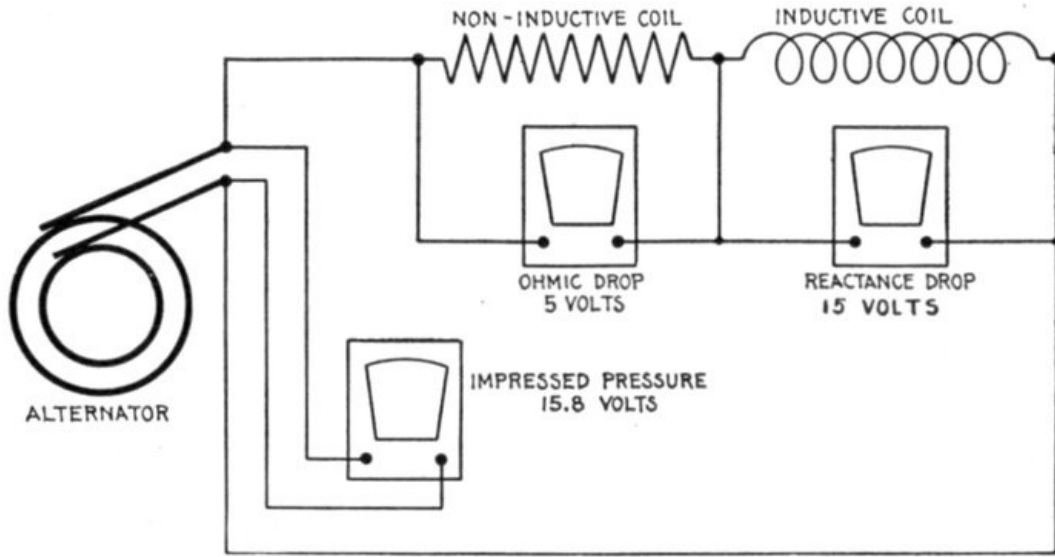 NON-INDUCTIVE COIL
INDUCTIVE COIL
OHMIC DROP
5 VOLTS
REACTANCE DROP
15 VOLTS
IMPRESSED PRESSURE
15.8 VOLTS
ALTERNATOR